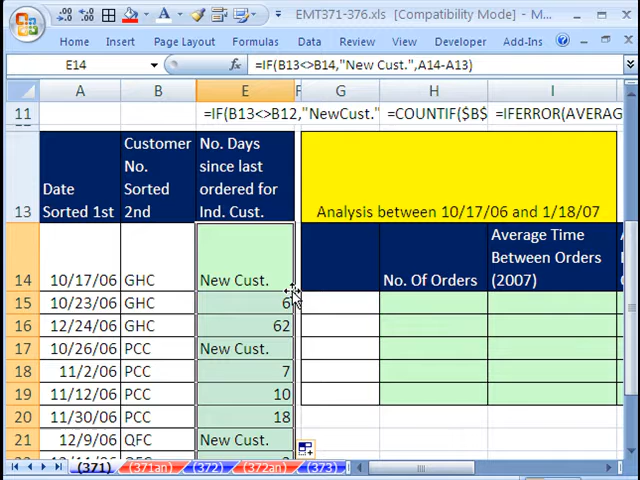 EMT371-376.xls [Compatibility Mode] - M...
Home Insert Layout Formulas Data Review View Developer Add-Ins
E14 =IF(B13<>B14,"New Cust.",A14-A13)
A B E F G H I
11 =IF(B13<>B12,"NewCust." =COUNTIF($B$ =IFERROR(AVERAG
13 Date Sorted 1st
Customer No. Sorted 2nd
No. Days since last ordered for Ind. Cust.
Analysis between 10/17/06 and 1/18/07
14 10/17/06 GHC New Cust. No. Of Orders
Average Time Between Orders (2007)
15 10/23/06 GHC 6
16 12/24/06 GHC 62
17 10/26/06 PCC New Cust.
18 11/2/06 PCC 7
19 11/12/06 PCC 10
20 11/30/06 PCC 18
21 12/9/06 QFC New Cust.
(371) (371an) (372) (372an) (373)